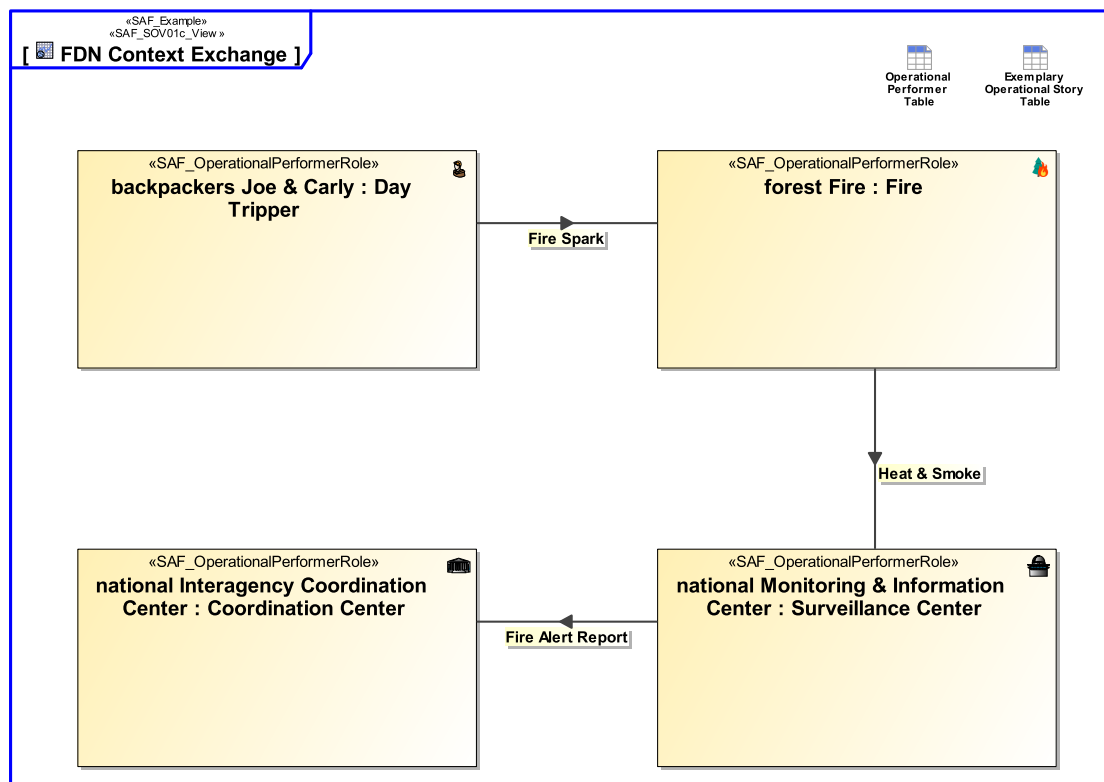 «SAF_Example»
«SAF_SOV01c_View »
[ FDN Context Exchange ]
Operational
Performer
Table
Exemplary
Operational Story
Table
«SAF_OperationalPerformerRole»
backpackers Joe & Carly : Day
Tripper
Fire Spark
«SAF_OperationalPerformerRole»
forest Fire : Fire
Heat & Smoke
«SAF_OperationalPerformerRole»
national Interagency Coordination
Center : Coordination Center
Fire Alert Report
«SAF_OperationalPerformerRole»
national Monitoring & Information
Center : Surveillance Center